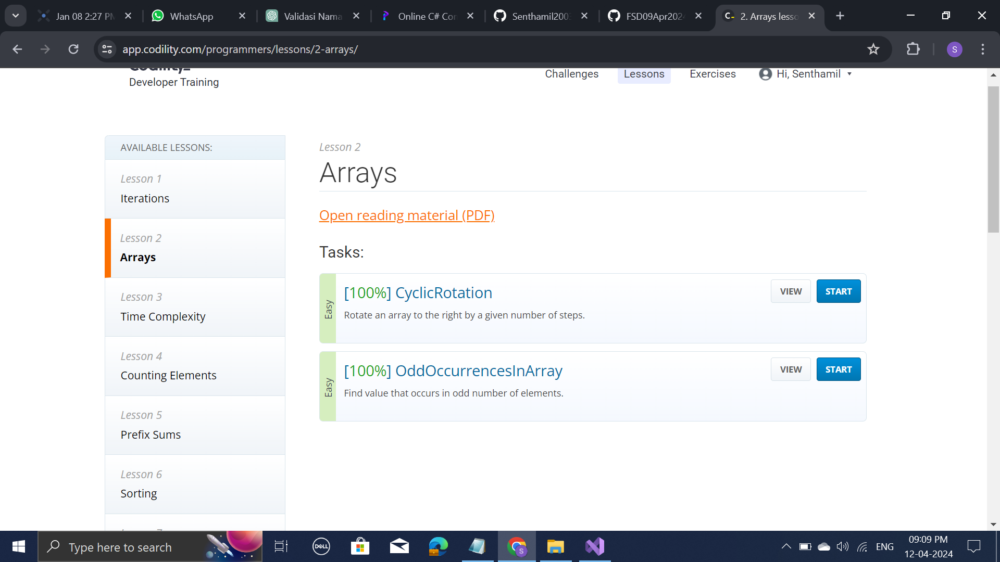 Jan 08 2:27 PM
WhatsApp
Validasi Nama
Online C# Con
Senthamil2003
FSD09Apr2024
C- 2. Arrays lesso
app.codility.com/programmers/lessons/2-arrays/
S
Codility
Developer Training
Challenges
Lessons
Exercises
Hi, Senthamil
AVAILABLE LESSONS:
Lesson 1
Iterations
Lesson 2
Arrays
Lesson 3
Time Complexity
Lesson 4
Counting Elements
Lesson 5
Prefix Sums
Lesson 6
Sorting
Lesson 2
Arrays
Open reading material (PDF)
Tasks:
Easy
[100%] CyclicRotation
VIEW
START
Rotate an array to the right by a given number of steps.
Easy
[100%] OddOccurrencesInArray
VIEW
START
Find value that occurs in odd number of elements.
Type here to search
DELL
S
ENG
09:09 PM
12-04-2024